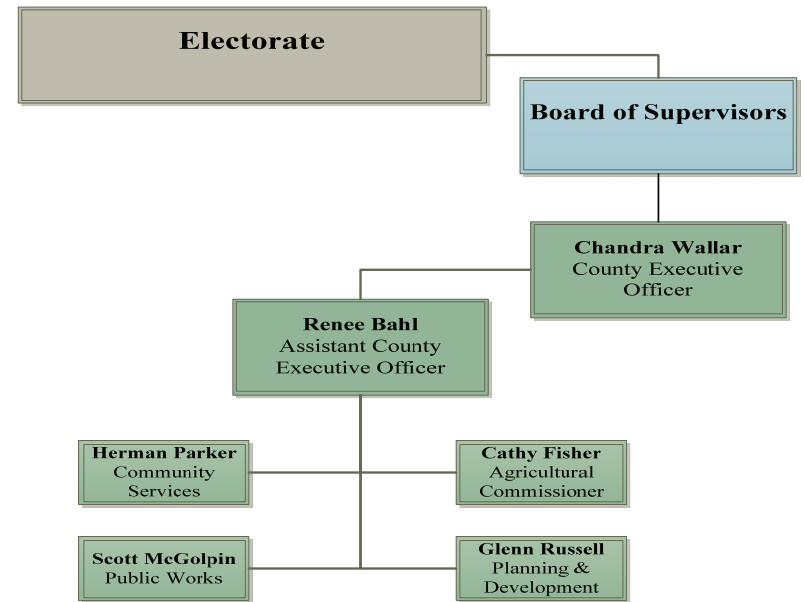 Electorate
Board of Supervisors
Chandra Wallar
County Executive
Officer
Renee Bahl
Assistant County
Executive Officer
Herman Parker
Community
Services
Cathy Fisher
Agricultural
Commissioner
Scott McGolpin
Public Works
Glenn Russell
Planning &
Development